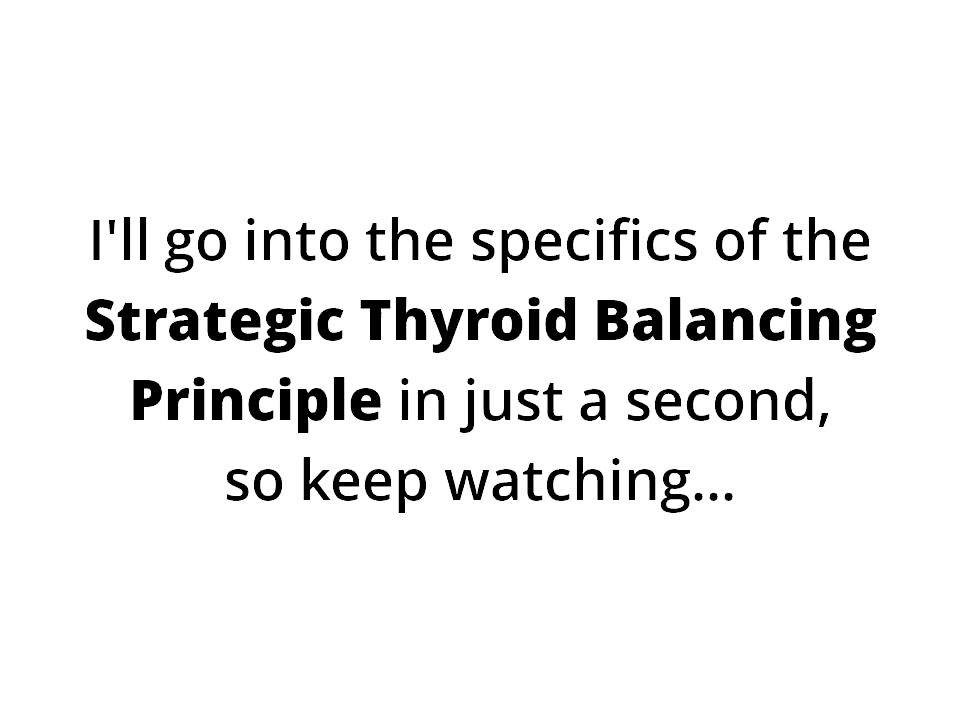 I'll go into the specifics of the
Strategic Thyroid Balancing
Principle in just a second,
so keep watching...